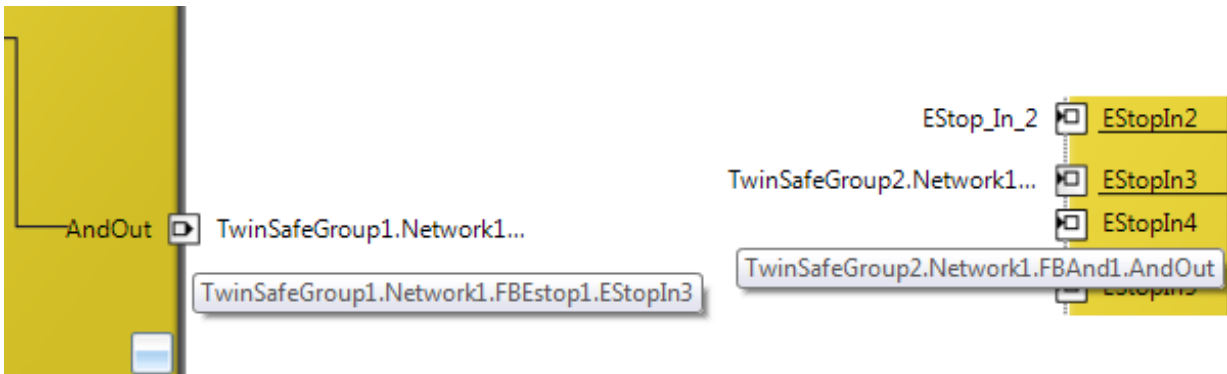 EStop_In_2 EStopIn2
TwinSafeGroup2.Network1... EStopIn3
AndOut TwinSafeGroup1.Network1... EStopIn4
TwinSafeGroup2.Network1.FBAnd1.AndOut
TwinSafeGroup1.Network1.FBEstop1.EStopIn3